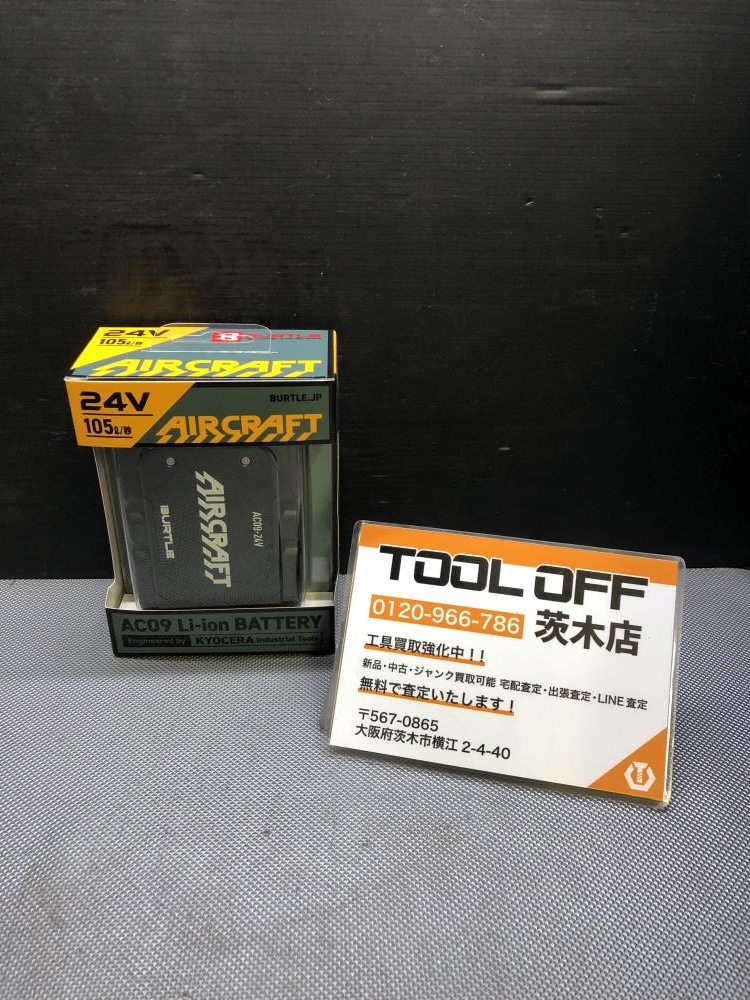 24V
105ℓ/秒
BURTLE
AIRCRAFT
24V
BURTLE.JP
105ℓ/秒
AIRCRAFT
AIRCRAFT
AC09-24V
BURTLE
AC09 Li-ion BATTERY
Engineered by KYOCERA Industrial Tools
TOOL OFF
0120-966-786 茨木店
工具買取強化中!!
新品・中古・ジャンク買取可能 宅配査定・出張査定・LINE査定
無料で査定いたします!
〒567-0865
大阪府茨木市横江 2-4-40